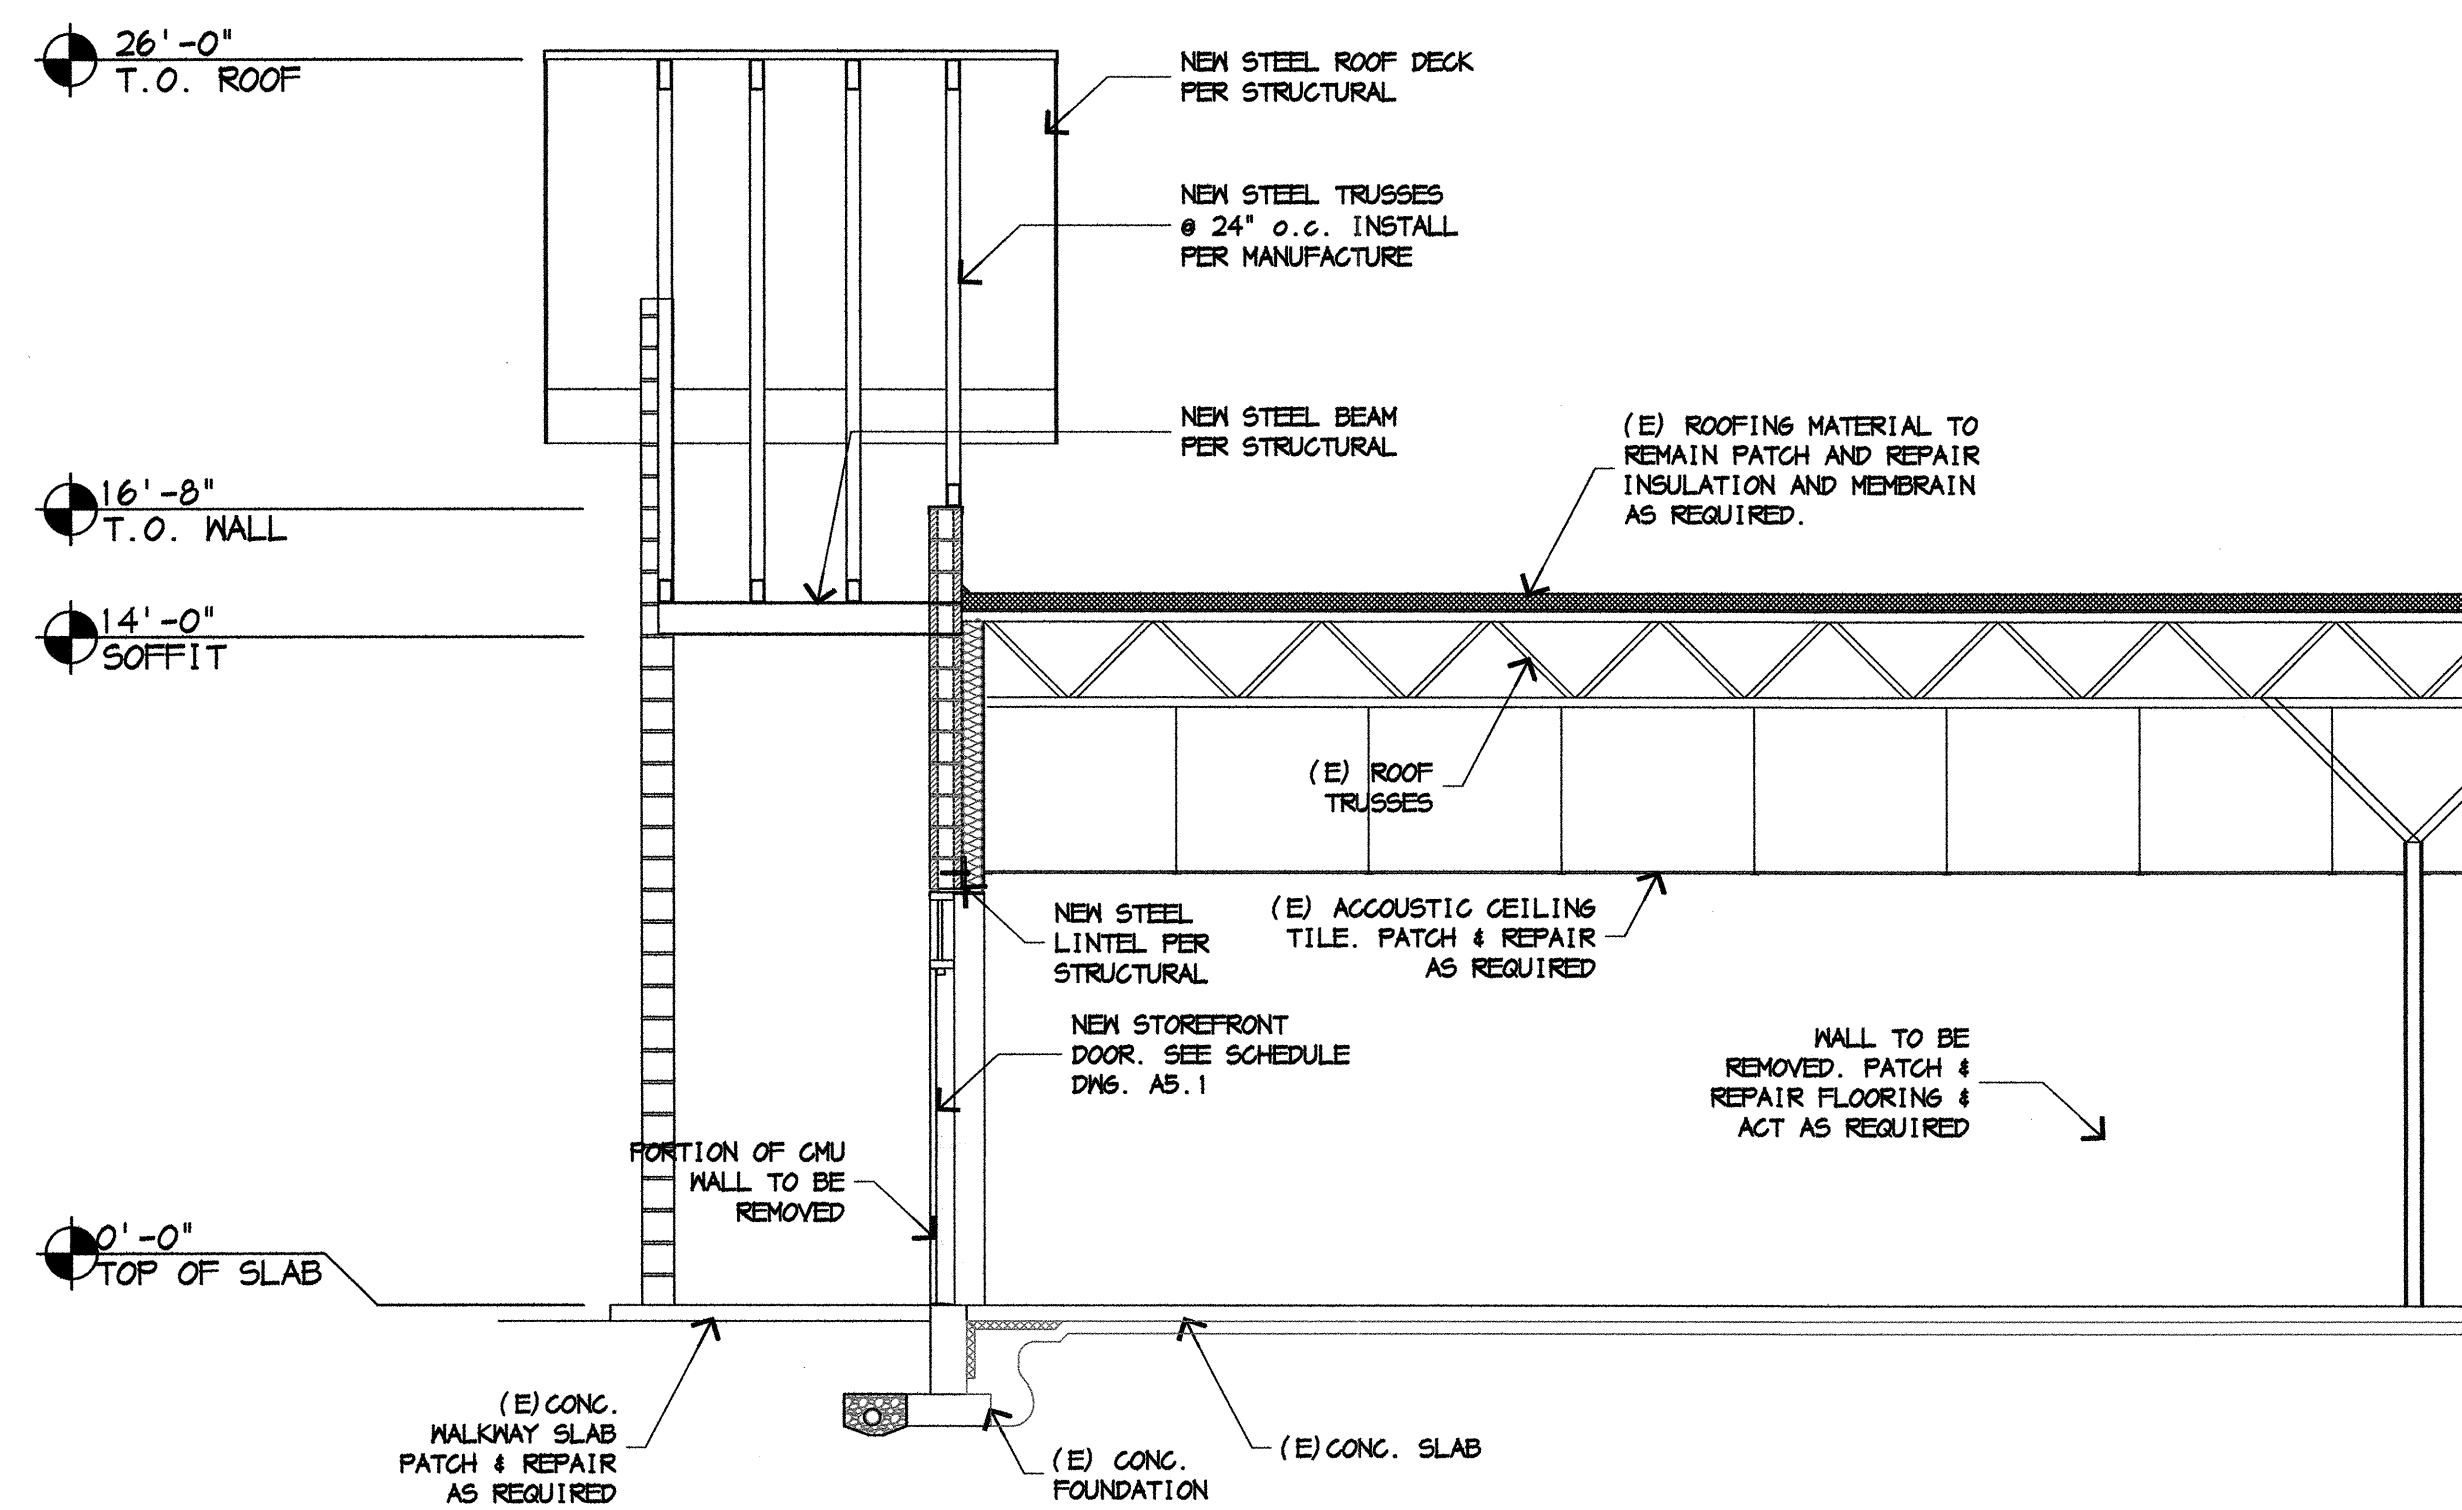 26'-0"
T.O. ROOF
NEW STEEL ROOF DECK
PER STRUCTURAL
NEW STEEL TRUSSES
@ 24" o.c. INSTALL
PER MANUFACTURE
NEW STEEL BEAM
PER STRUCTURAL
(E) ROOFING MATERIAL TO
REMAIN PATCH AND REPAIR
INSULATION AND MEMBRAIN
AS REQUIRED.
16'-8"
T.O. WALL
14'-0"
SOFFIT
(E) ROOF
TRUSSES
NEW STEEL
LINTEL PER
STRUCTURAL
(E) ACCOUSTIC CEILING
TILE. PATCH & REPAIR
AS REQUIRED
NEW STOREFRONT
DOOR. SEE SCHEDULE
DWG. A5.1
WALL TO BE
REMOVED. PATCH &
REPAIR FLOORING &
ACT AS REQUIRED
PORTION OF CMU
WALL TO BE
REMOVED
0'-0"
TOP OF SLAB
(E)CONC.
WALKWAY SLAB
PATCH & REPAIR
AS REQUIRED
(E) CONC.
FOUNDATION
(E)CONC. SLAB